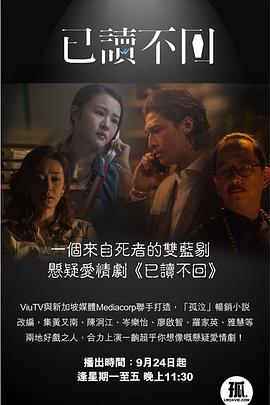 已讀不回
一個來自死者的雙藍剔
懸疑愛情劇《已讀不回》
ViuTV與新加坡媒體Mediacorp聯手打造，「孤泣」暢銷小說
改編，集黃又南、陳泂江、岑樂怡、廖啟智、羅家英、雅慧等
兩地好戲之人，合力上演一齣超乎你想像嘅懸疑愛情劇！
播出時間：9月24日起
逢星期一至五 晚上11:30
孤
LWOAVIE.COM